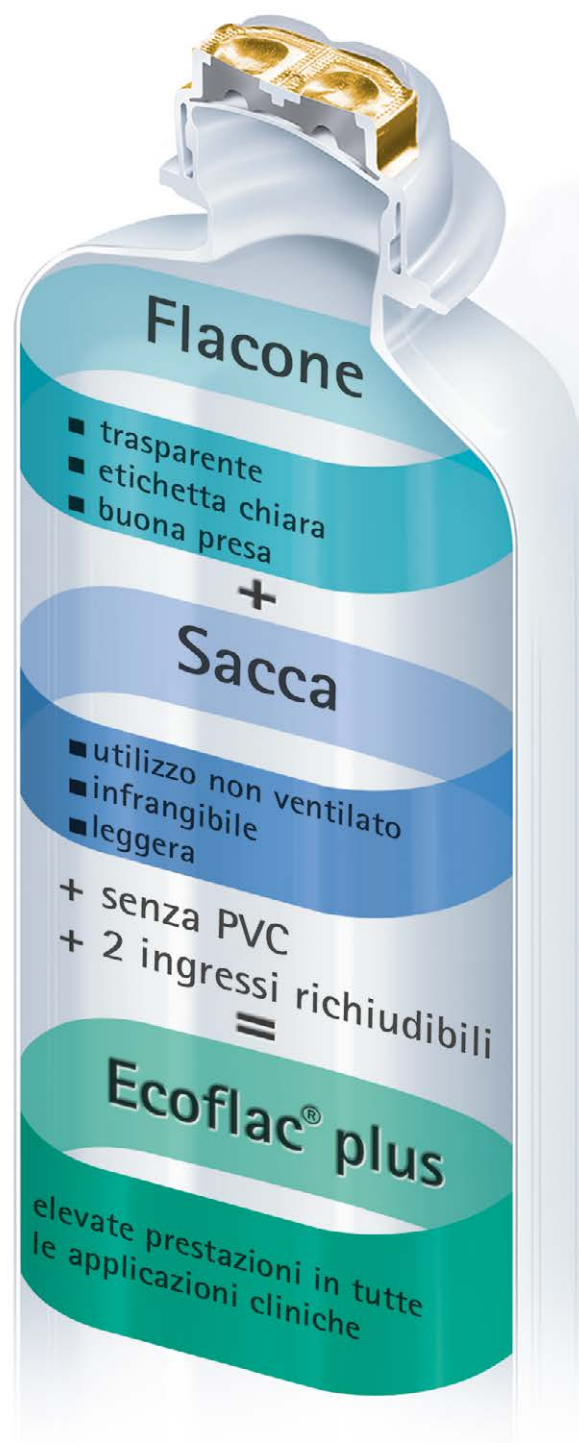 Flacone
■ trasparente
■ etichetta chiara
■ buona presa
+
Sacca
■ utilizzo non ventilato
■ infrangibile
■ leggera
+ senza PVC
+ 2 ingressi richiudibili
=
Ecoflac® plus
elevate prestazioni in tutte
le applicazioni cliniche